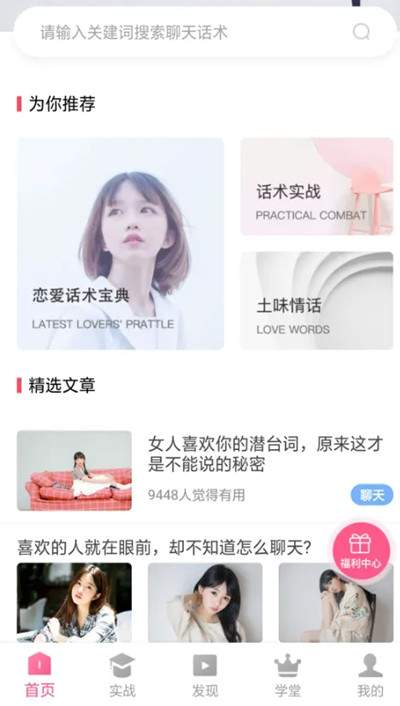 请输入关建词搜索聊天话术
为你推荐
恋爱话术宝典
LATEST LOVERS' PRATTLE
话术实战
PRACTICAL COMBAT
土味情话
LOVE WORDS
精选文章
女人喜欢你的潜台词，原来这才
是不能说的秘密
9448人觉得有用
聊天
喜欢的人就在眼前，却不知道怎么聊天？
福利中心
首页
实战
发现
学堂
我的